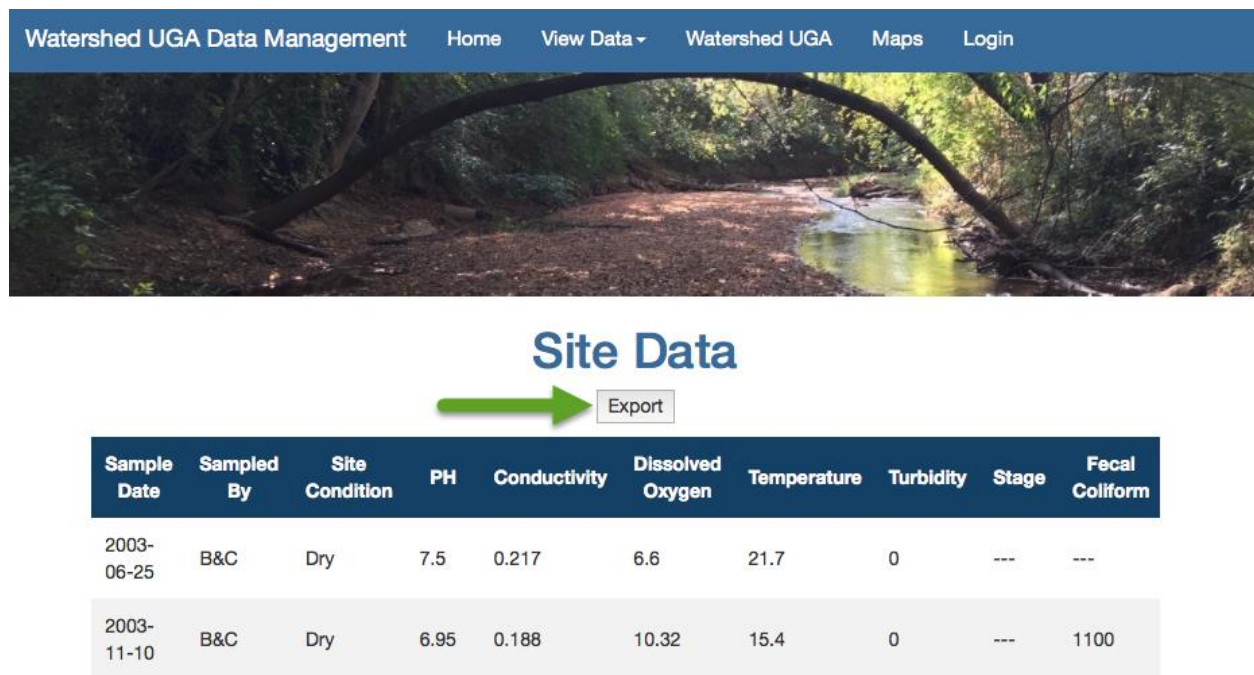 Watershed UGA Data Management Home View Data Watershed UGA Maps Login
Site Data
Export
Sample Date Sampled By Site Condition PH Conductivity Dissolved Oxygen Temperature Turbidity Stage Fecal Coliform
2003-06-25 B&C Dry 7.5 0.217 6.6 21.7 0 --- ---
2003-11-10 B&C Dry 6.95 0.188 10.32 15.4 0 --- 1100